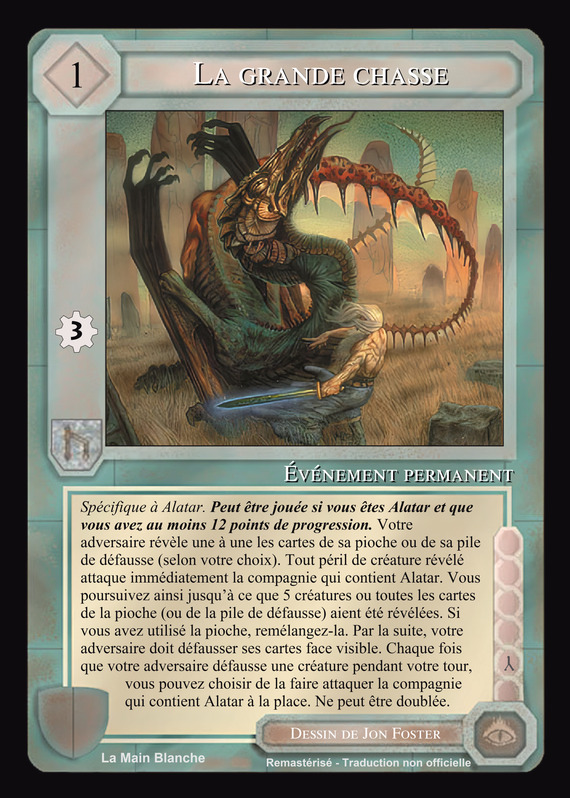 1
La grande chasse
3
Événement permanent
Spécifique à Alatar. Peut être jouée si vous êtes Alatar et que
vous avez au moins 12 points de progression. Votre
adversaire révèle une à une les cartes de sa pioche ou de sa pile
de défausse (selon votre choix). Tout péril de créature révélé
attaque immédiatement la compagnie qui contient Alatar. Vous
poursuivez ainsi jusqu’à ce que 5 créatures ou toutes les cartes
de la pioche (ou de la pile de défausse) aient été révélées. Si
vous avez utilisé la pioche, remélangez-la. Par la suite, votre
adversaire doit défausser ses cartes face visible. Chaque fois
que votre adversaire défausse une créature pendant votre tour,
vous pouvez choisir de la faire attaquer la compagnie
qui contient Alatar à la place. Ne peut être doublée.
Dessin de Jon Foster
La Main Blanche
Remastérisé - Traduction non officielle